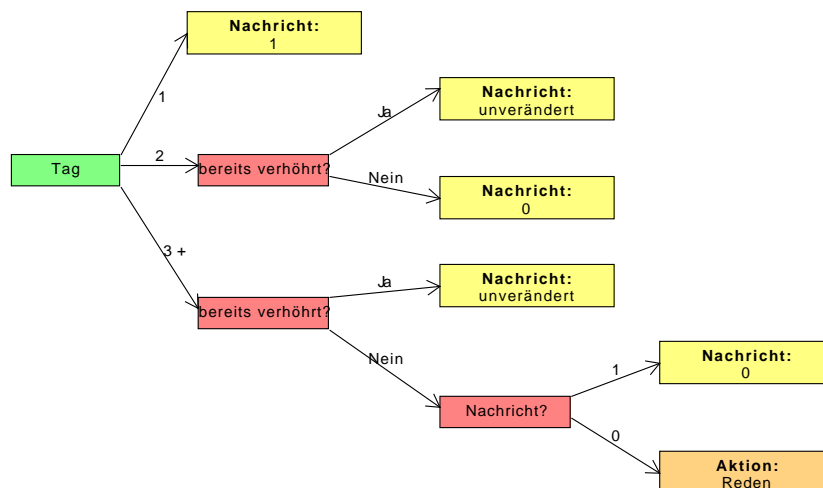 Nachricht:
1
1
Nachricht:
unverändert
Ja
2
Tag
bereits verhöhrt?
Nein
Nachricht:
0
3 +
Nachricht:
unverändert
Ja
bereits verhöhrt?
Nein
Nachricht:
0
1
Nachricht?
0
Aktion:
Reden